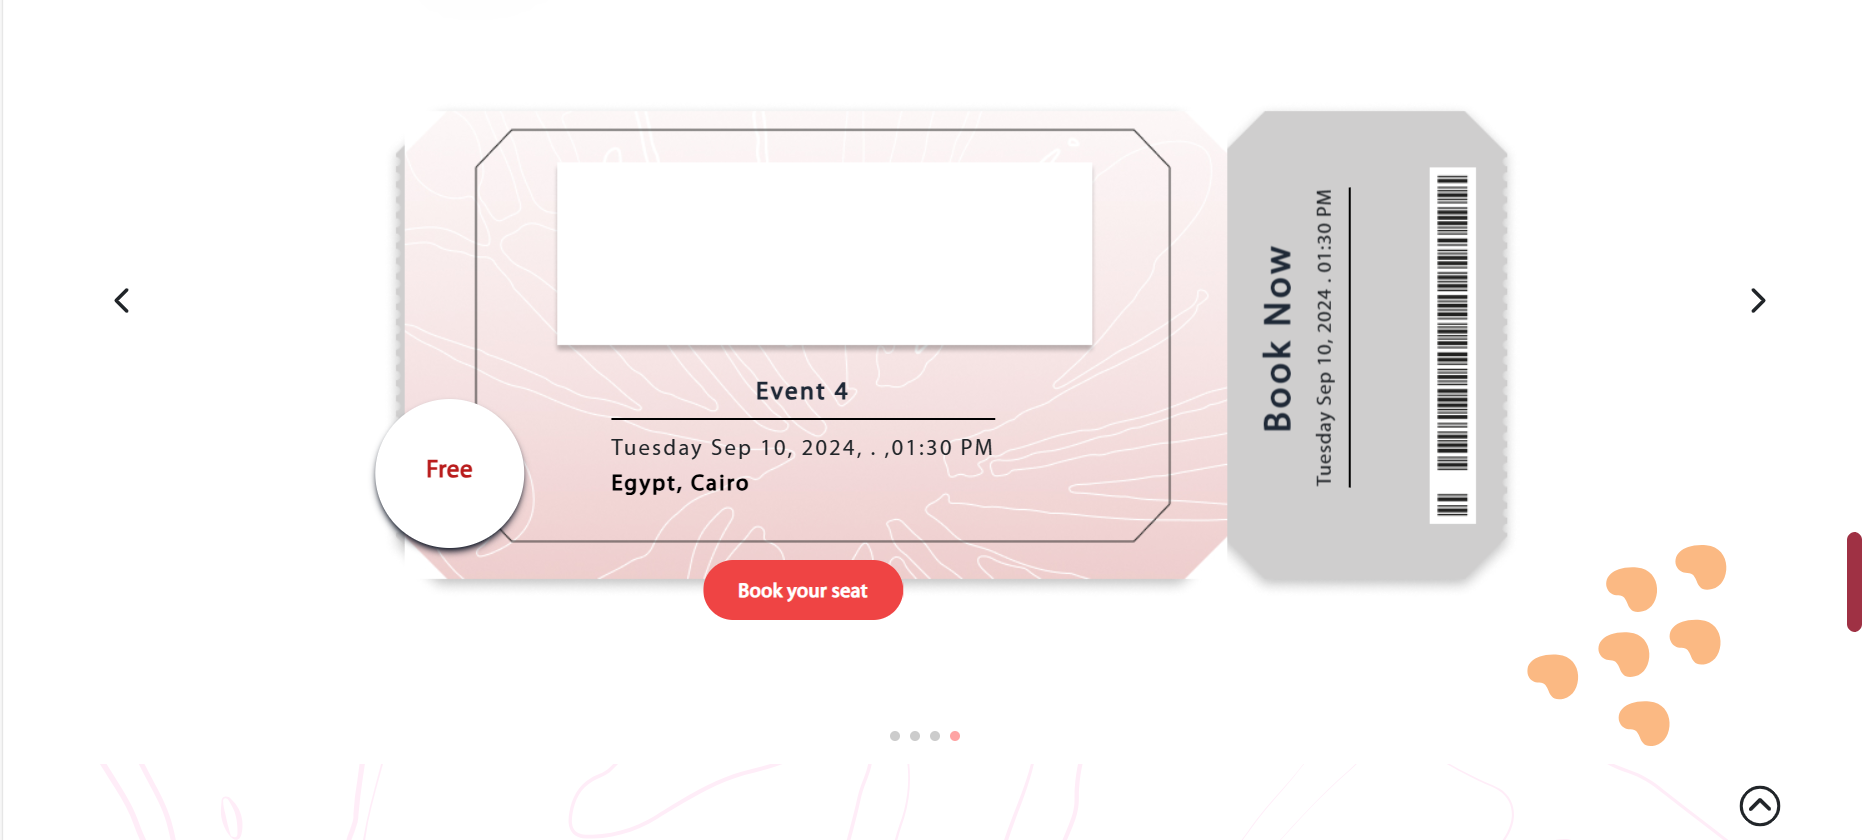 Event 4
Tuesday Sep 10, 2024, . ,01:30 PM
Egypt, Cairo
Free
Book your seat
Book Now
Tuesday Sep 10, 2024 . 01:30 PM